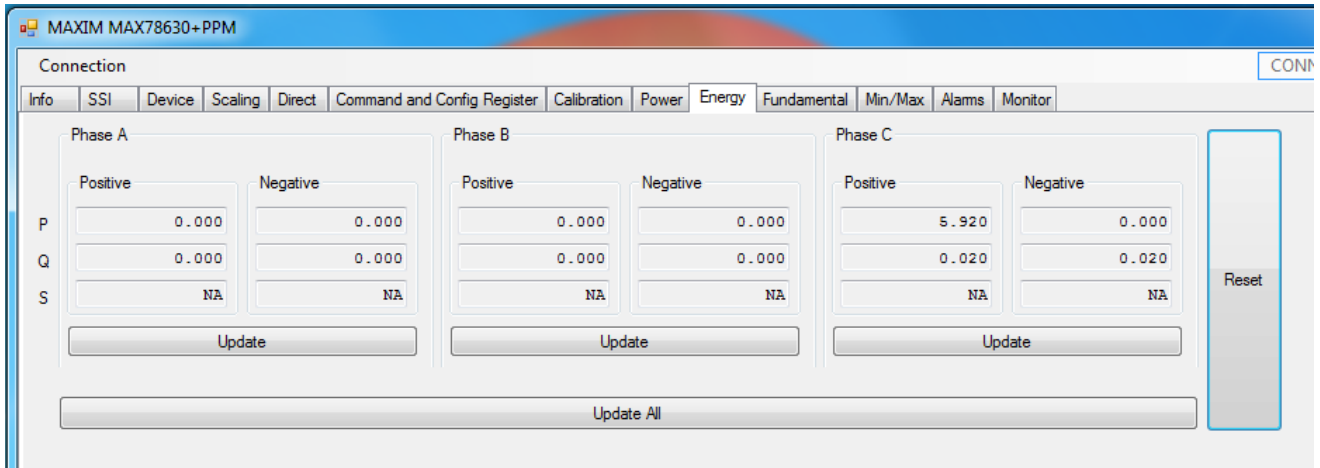 MAXIM MAX78630+PPM
Connection
CONN
Info SSI Device Scaling Direct Command and Config Register Calibration Power Energy Fundamental Min/Max Alarms Monitor
Phase A Phase B Phase C
Positive Negative Positive Negative Positive Negative
P 0.000 0.000 0.000 0.000 5.920 0.000
Q 0.000 0.000 0.000 0.000 0.020 0.020
Reset
S NA NA NA NA NA NA
Update Update Update
Update All